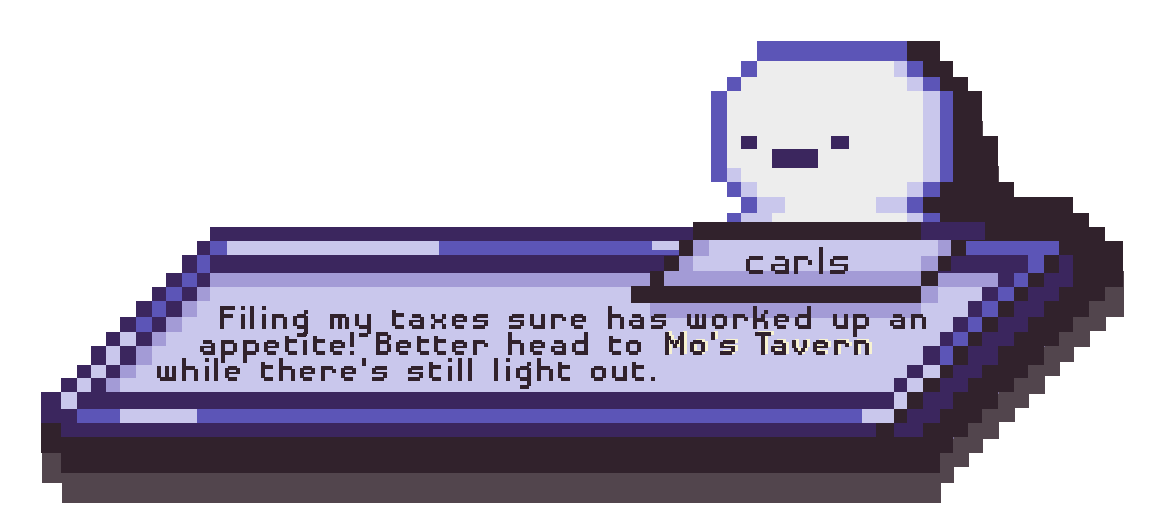 carls
Filing my taxes sure has worked up an
appetite! Better head to Mo's Tavern
while there's still light out.